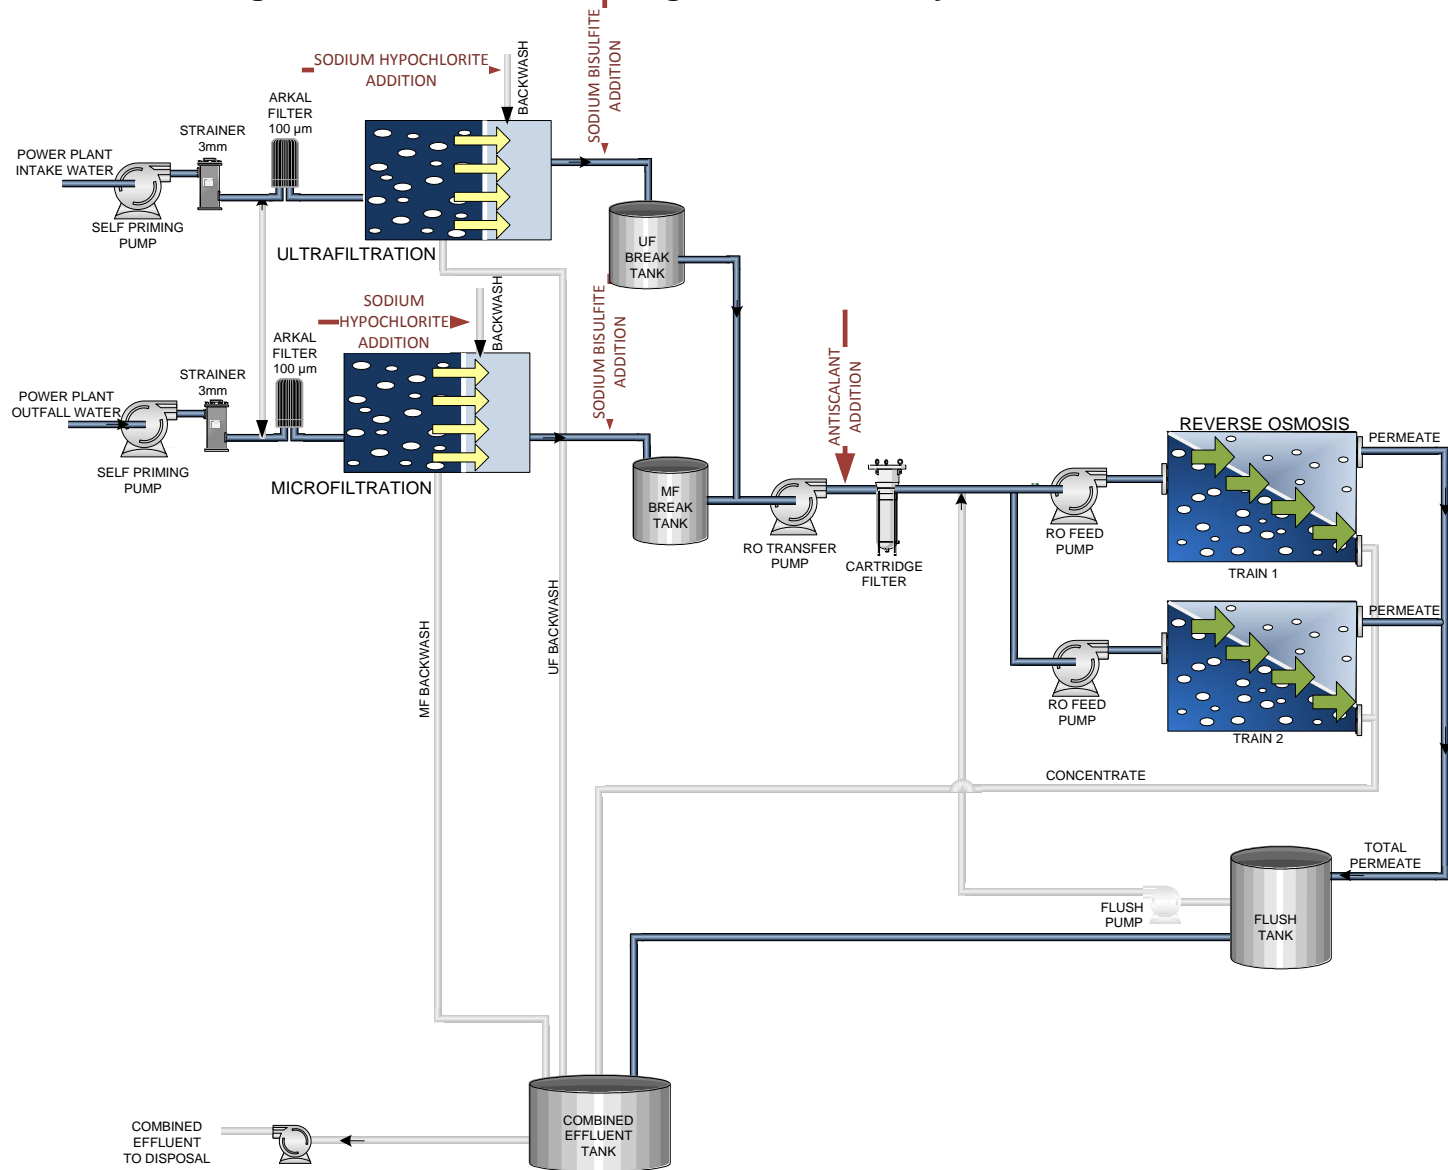 SODIUM HYPOCHLORITE
ADDITION
BACKWASH
SODIUM BISULFITE
ADDITION
ARKAL
FILTER
100 µm
STRAINER
3mm
POWER PLANT
INTAKE WATER
SELF PRIMING
PUMP
ULTRAFILTRATION
UF
BREAK
TANK
SODIUM
HYPOCHLORITE
ADDITION
BACKWASH
SODIUM BISULFITE
ADDITION
ARKAL
FILTER
100 µm
STRAINER
3mm
POWER PLANT
OUTFALL WATER
SELF PRIMING
PUMP
MICROFILTRATION
MF
BREAK
TANK
ANTISCALANT
ADDITION
RO TRANSFER
PUMP
CARTRIDGE
FILTER
RO FEED
PUMP
REVERSE OSMOSIS
PERMEATE
TRAIN 1
PERMEATE
RO FEED
PUMP
TRAIN 2
MF BACKWASH
UF BACKWASH
CONCENTRATE
TOTAL
PERMEATE
FLUSH
PUMP
FLUSH
TANK
COMBINED
EFFLUENT
TANK
COMBINED
EFFLUENT
TO DISPOSAL